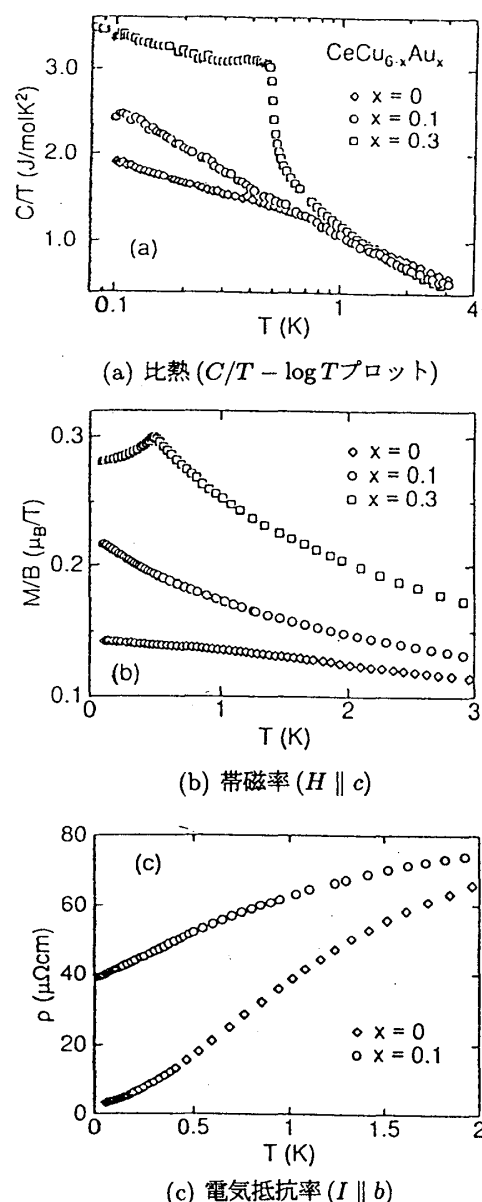 C/T (J/molK²)
3.0
2.0
1.0
CeCu6-xAux
x = 0
x = 0.1
x = 0.3
(a)
0.1
1
4
T (K)
(a) 比熱 (C/T − log Tプロット)
M/B (μB/T)
0.3
0.2
0.1
x = 0
x = 0.1
x = 0.3
(b)
0
1
2
3
T (K)
(b) 帯磁率 (H ∥ c)
ρ (μΩcm)
80
60
40
20
0
(c)
x = 0
x = 0.1
0
0.5
1
1.5
2
T (K)
(c) 電気抵抗率 (I ∥ b)